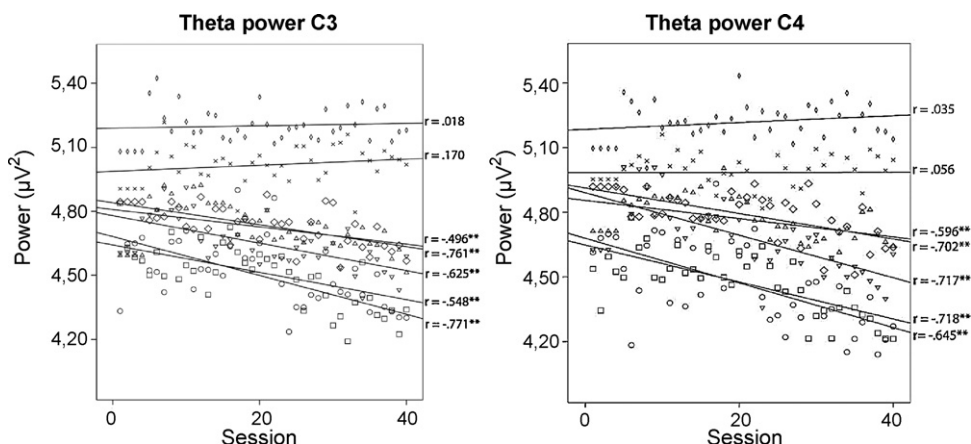 Theta power C3
Power (µV²)
5,40
5,10
4,80
4,50
4,20
r = .018
r = .170
r = -.496**
r = -.761**
r = -.625**
r = -.548**
r = -.771**
0
20
40
Session
Theta power C4
Power (µV²)
5,40
5,10
4,80
4,50
4,20
r = .035
r = .056
r = -.596**
r = -.702**
r = -.717**
r = -.718**
r = -.645**
0
20
40
Session